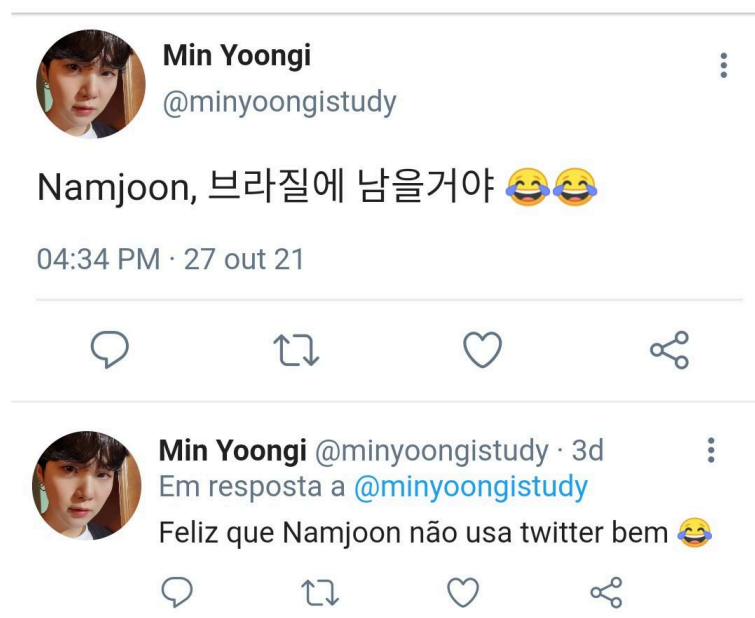 Min Yoongi
@minyoongistudy
Namjoon, 브라질에 남을거야 😂😂
04:34 PM · 27 out 21
Min Yoongi @minyoongistudy · 3d
Em resposta a @minyoongistudy
Feliz que Namjoon não usa twitter bem 😂